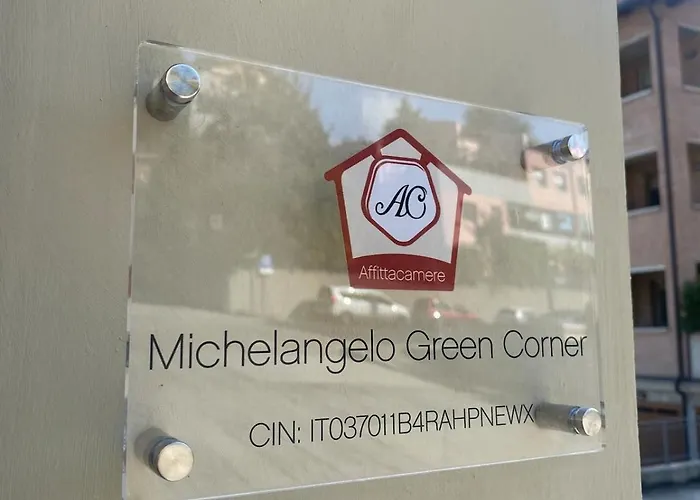 AC
Affittacamere
Michelangelo Green Corner
CIN: IT037011B4RAHPNEWX